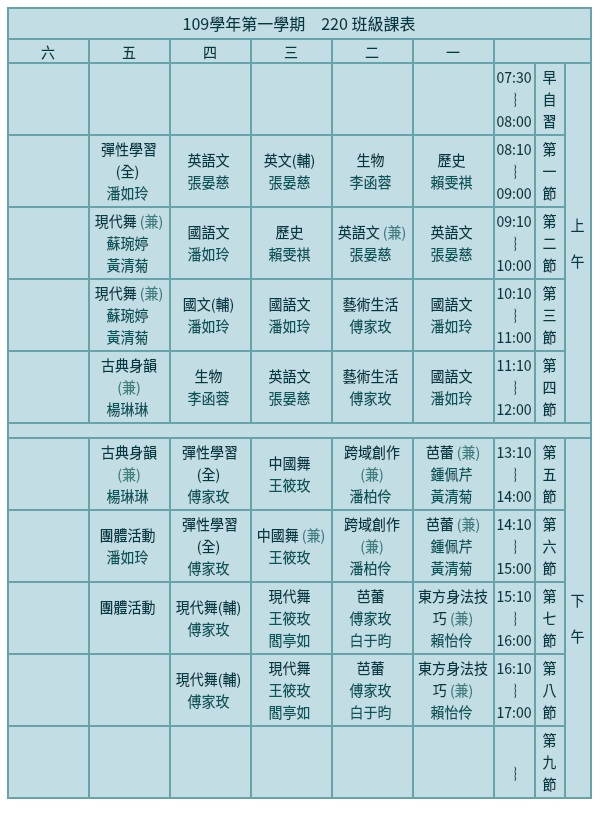 109學年第一學期　220 班級課表
六 五 四 三 二 一
07:30
｜
08:00
早
自
習
上
午
彈性學習
(全)
潘如玲
英語文
張晏慈
英文(輔)
張晏慈
生物
李函蓉
歷史
賴雯祺
08:10
｜
09:00
第
一
節
現代舞 (兼)
蘇琬婷
黃清菊
國語文
潘如玲
歷史
賴雯祺
英語文 (兼)
張晏慈
英語文
張晏慈
09:10
｜
10:00
第
二
節
現代舞 (兼)
蘇琬婷
黃清菊
國文(輔)
潘如玲
國語文
潘如玲
藝術生活
傅家玫
國語文
潘如玲
10:10
｜
11:00
第
三
節
古典身韻
(兼)
楊琳琳
生物
李函蓉
英語文
張晏慈
藝術生活
傅家玫
國語文
潘如玲
11:10
｜
12:00
第
四
節
古典身韻
(兼)
楊琳琳
彈性學習
(全)
傅家玫
中國舞
王筱玫
跨域創作
(兼)
潘柏伶
芭蕾 (兼)
鍾佩芹
黃清菊
13:10
｜
14:00
第
五
節
下
午
團體活動
潘如玲
彈性學習
(全)
傅家玫
中國舞 (兼)
王筱玫
跨域創作
(兼)
潘柏伶
芭蕾 (兼)
鍾佩芹
黃清菊
14:10
｜
15:00
第
六
節
團體活動
現代舞(輔)
傅家玫
現代舞
王筱玫
閻亭如
芭蕾
傅家玫
白于昀
東方身法技
巧 (兼)
賴怡伶
15:10
｜
16:00
第
七
節
現代舞(輔)
傅家玫
現代舞
王筱玫
閻亭如
芭蕾
傅家玫
白于昀
東方身法技
巧 (兼)
賴怡伶
16:10
｜
17:00
第
八
節
｜
第
九
節